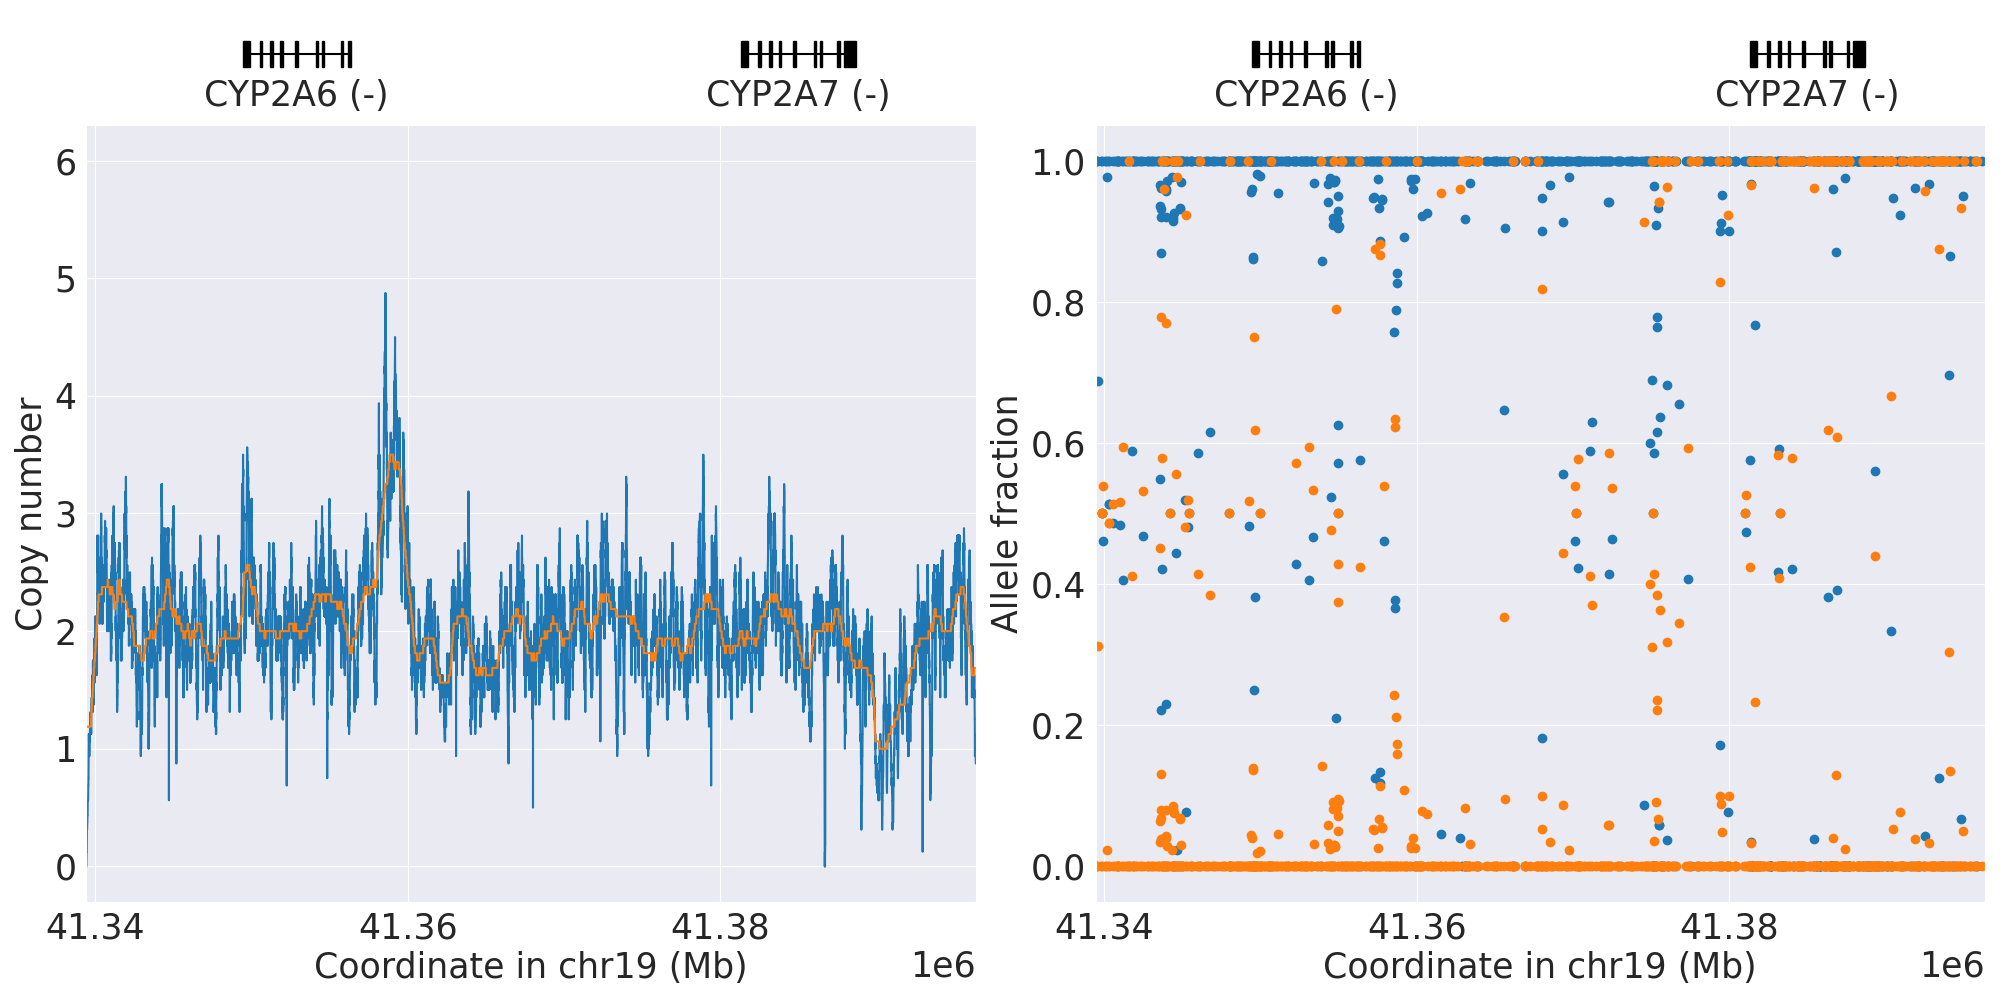 CYP2A6 (-) CYP2A7 (-)
6
5
4
3
2
1
0
Copy number
41.34 41.36 41.38
Coordinate in chr19 (Mb) 1e6
CYP2A6 (-) CYP2A7 (-)
1.0
0.8
0.6
0.4
0.2
0.0
Allele fraction
41.34 41.36 41.38
Coordinate in chr19 (Mb) 1e6